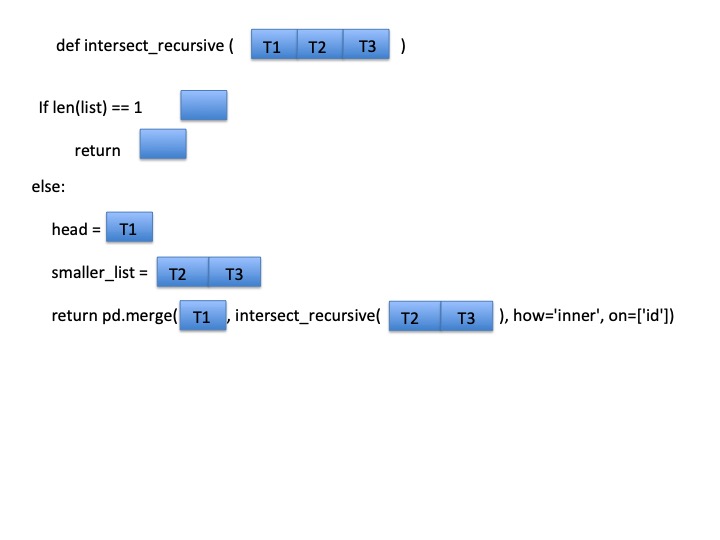 def intersect_recursive ( T1 T2 T3 )
If len(list) == 1
return
else:
head = T1
smaller_list = T2 T3
return pd.merge( T1 , intersect_recursive( T2 T3 ), how='inner', on=['id'])